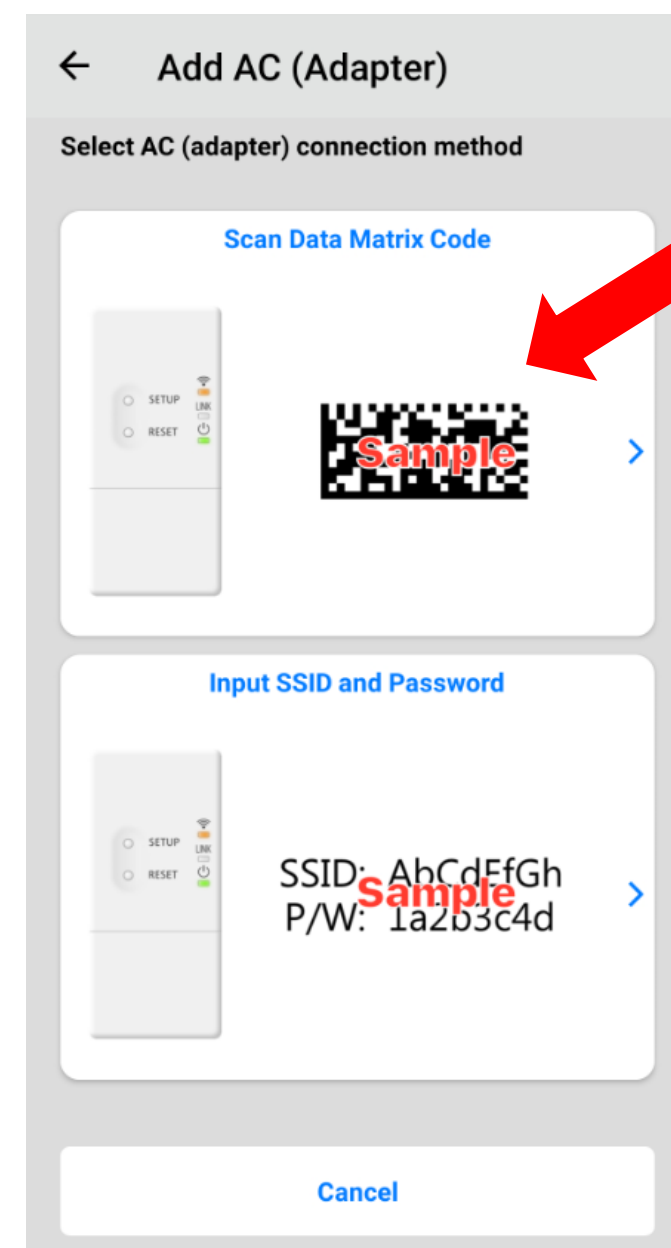 Add AC (Adapter)
Select AC (adapter) connection method
Scan Data Matrix Code
SETUP
LINK
RESET
Sample
Input SSID and Password
SETUP
LINK
RESET
SSID: AbCdEfGh
Sample
P/W: 1a2b3c4d
Cancel